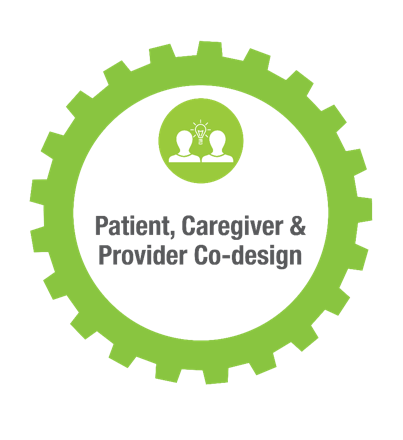 Patient, Caregiver &
Provider Co-design